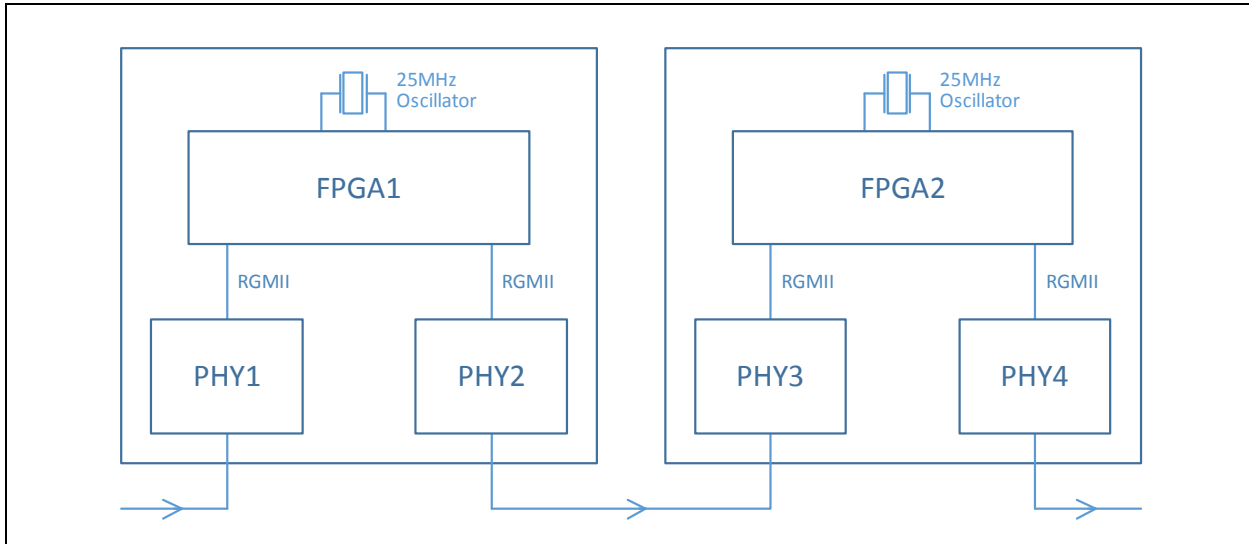 25MHz
Oscillator
25MHz
Oscillator
FPGA1
FPGA2
RGMII
RGMII
RGMII
RGMII
PHY1
PHY2
PHY3
PHY4